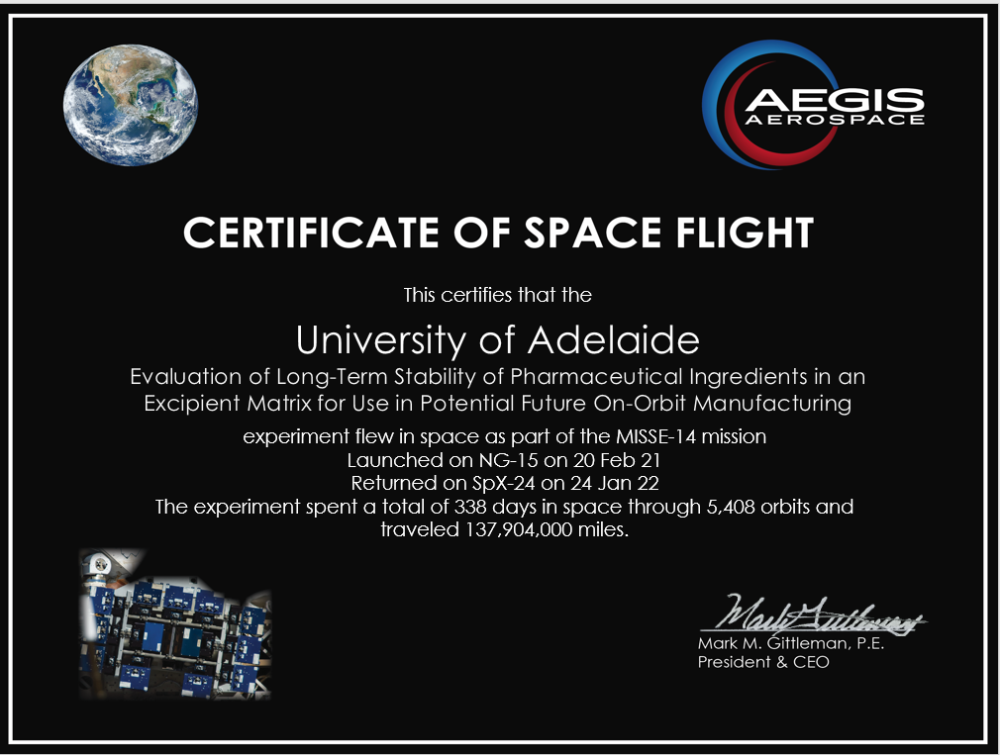 AEGIS
AEROSPACE
CERTIFICATE OF SPACE FLIGHT
This certifies that the
University of Adelaide
Evaluation of Long-Term Stability of Pharmaceutical Ingredients in an
Excipient Matrix for Use in Potential Future On-Orbit Manufacturing
experiment flew in space as part of the MISSE-14 mission
Launched on NG-15 on 20 Feb 21
Returned on SpX-24 on 24 Jan 22
The experiment spent a total of 338 days in space through 5,408 orbits and
traveled 137,904,000 miles.
Mark Gittleman
Mark M. Gittleman, P.E.
President & CEO